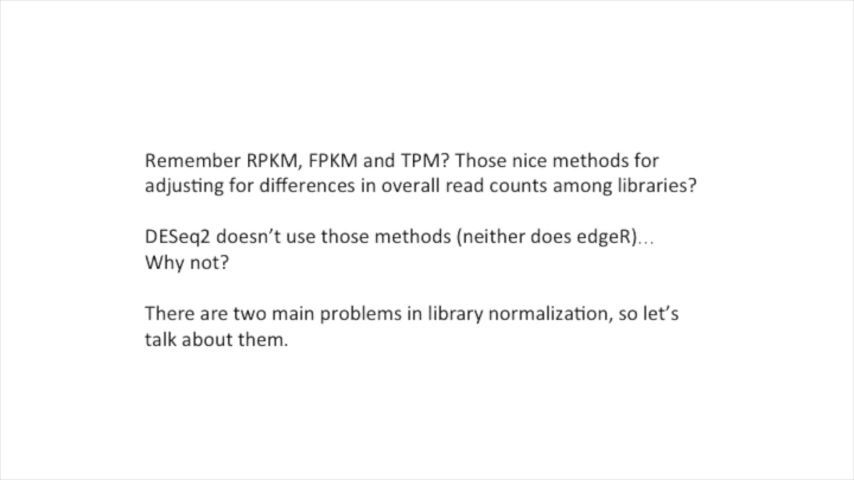 Remember RPKM, FPKM and TPM? Those nice methods for
adjusting for differences in overall read counts among libraries?
DESeq2 doesn’t use those methods (neither does edgeR)…
Why not?
There are two main problems in library normalization, so let’s
talk about them.